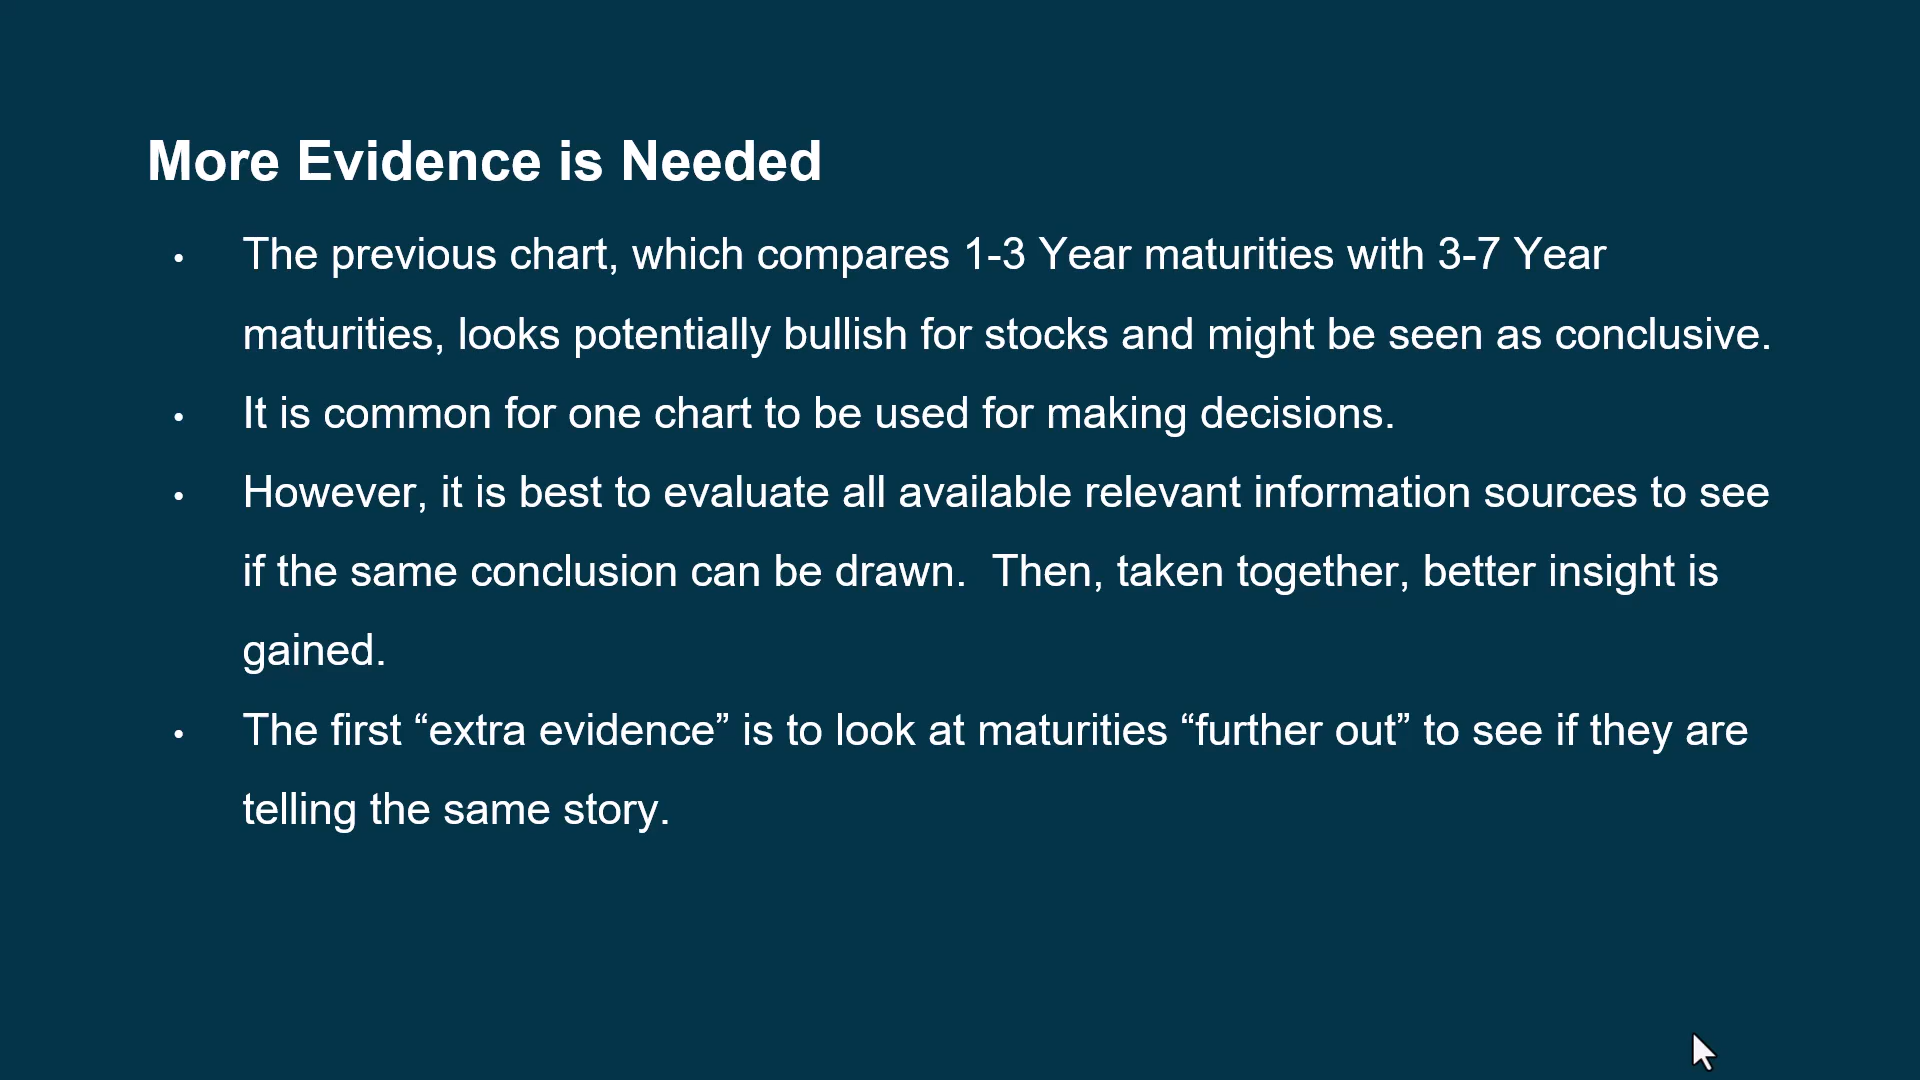 More Evidence is Needed
• The previous chart, which compares 1-3 Year maturities with 3-7 Year
maturities, looks potentially bullish for stocks and might be seen as conclusive.
• It is common for one chart to be used for making decisions.
• However, it is best to evaluate all available relevant information sources to see
if the same conclusion can be drawn.  Then, taken together, better insight is
gained.
• The first “extra evidence” is to look at maturities “further out” to see if they are
telling the same story.